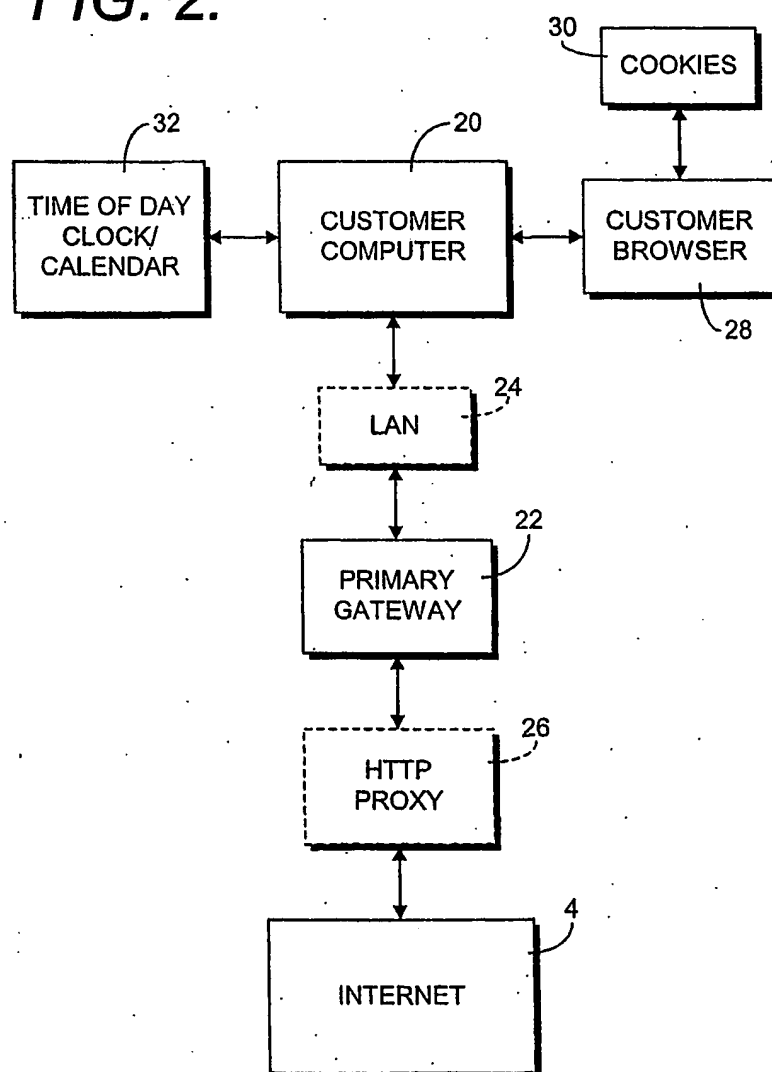 FIG. 2.
30
COOKIES
32
20
TIME OF DAY
CLOCK/
CALENDAR
CUSTOMER
COMPUTER
CUSTOMER
BROWSER
28
24
LAN
22
PRIMARY
GATEWAY
26
HTTP
PROXY
4
INTERNET